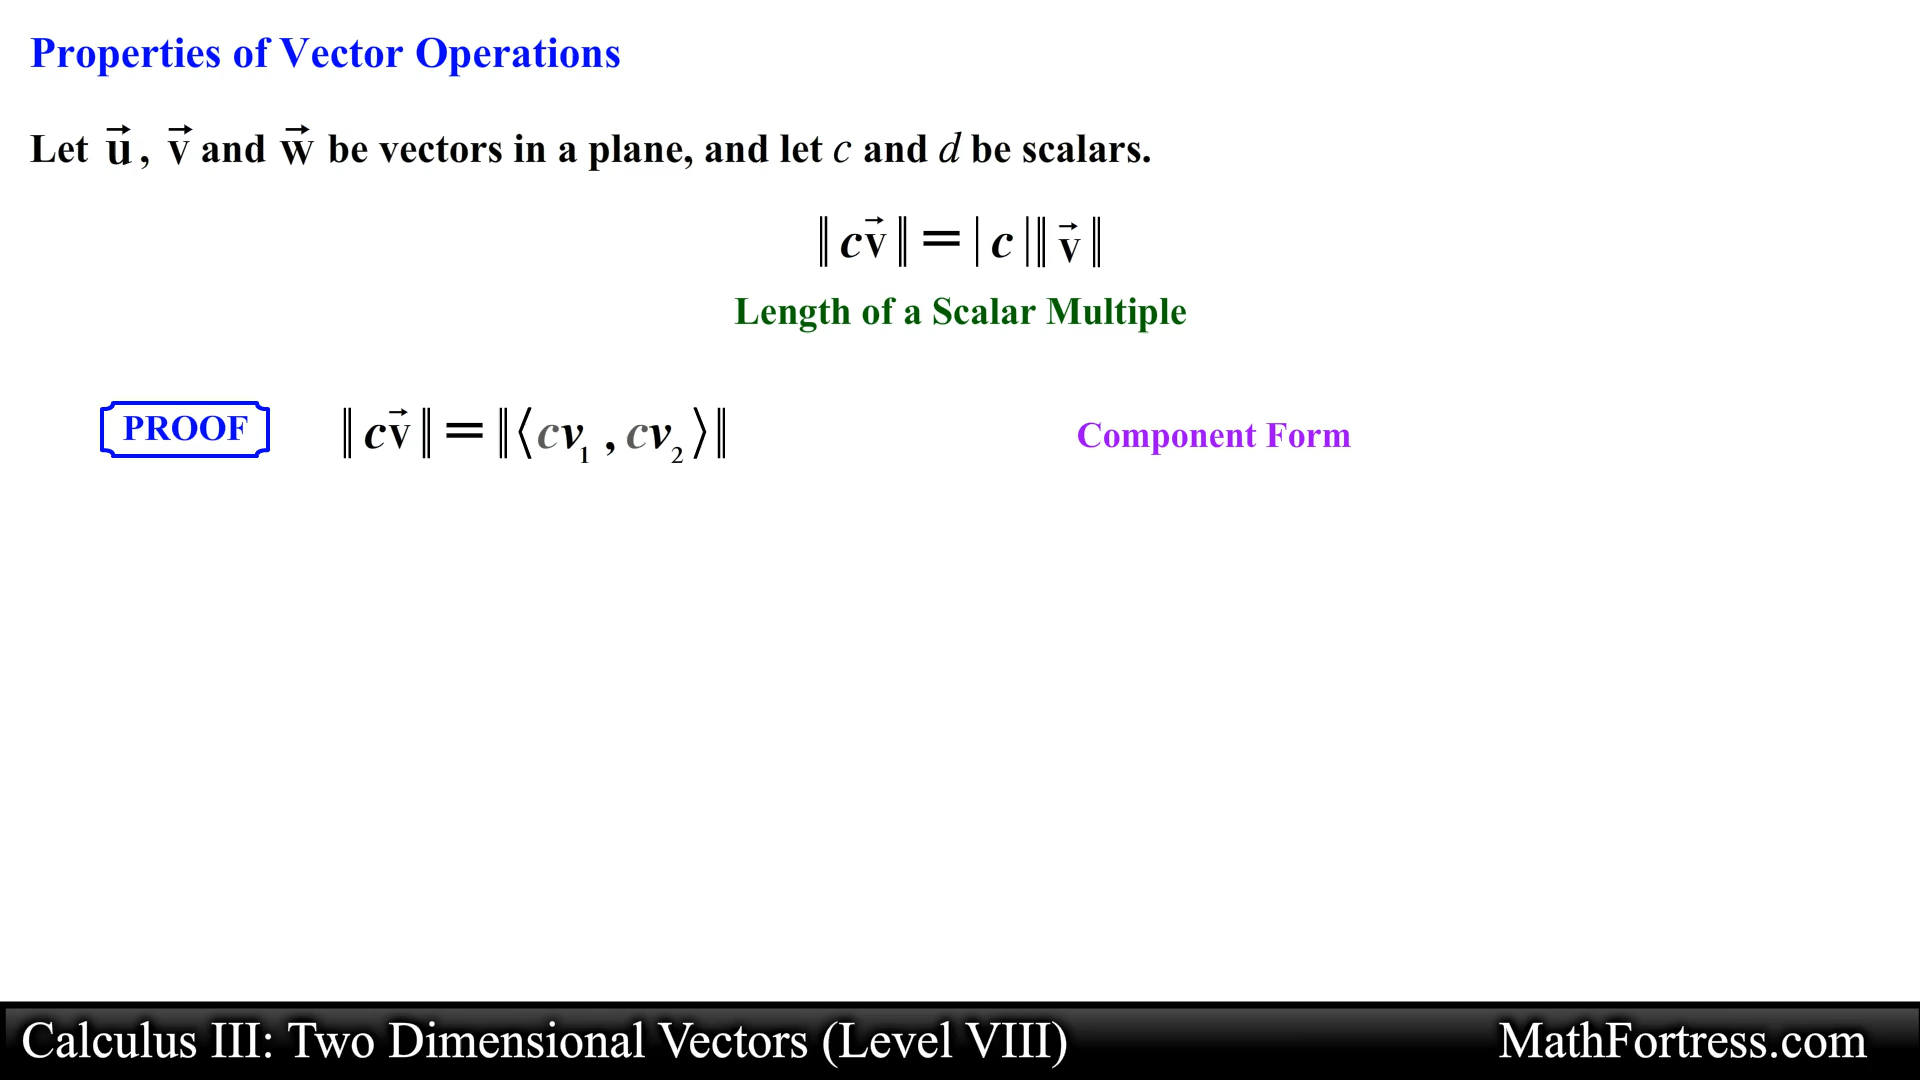 Properties of Vector Operations
Let u⃗, v⃗ and w⃗ be vectors in a plane, and let c and d be scalars.
‖cv⃗‖=|c|‖v⃗‖
Length of a Scalar Multiple
PROOF ‖cv⃗‖=‖⟨cv₁, cv₂⟩‖ Component Form
Calculus III: Two Dimensional Vectors (Level VIII) MathFortress.com